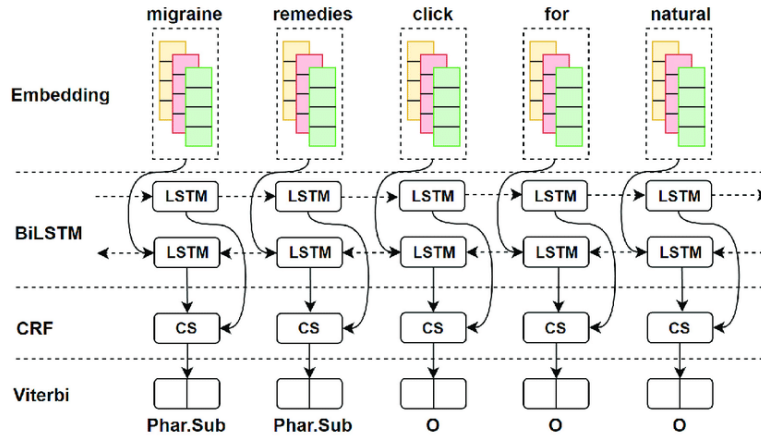 migraine remedies click for natural
Embedding
LSTM LSTM LSTM LSTM LSTM
BiLSTM
LSTM LSTM LSTM LSTM LSTM
CRF CS CS CS CS CS
Viterbi
Phar.Sub Phar.Sub O O O